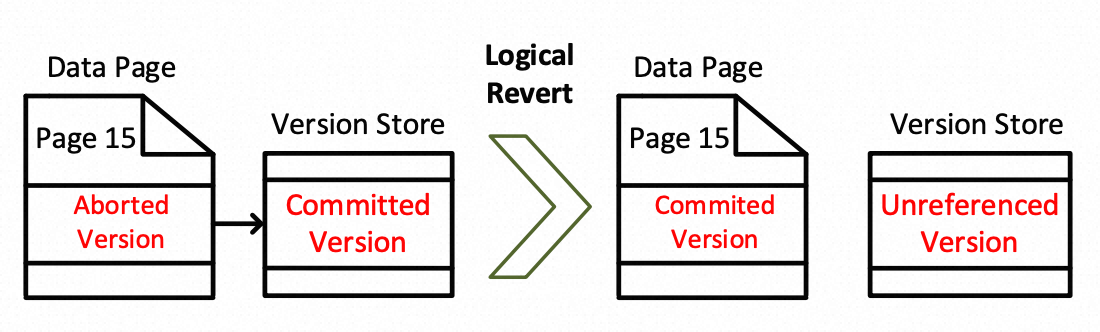 Data Page
Page 15
Aborted
Version
Version Store
Committed
Version
Logical
Revert
Data Page
Page 15
Commited
Version
Version Store
Unreferenced
Version